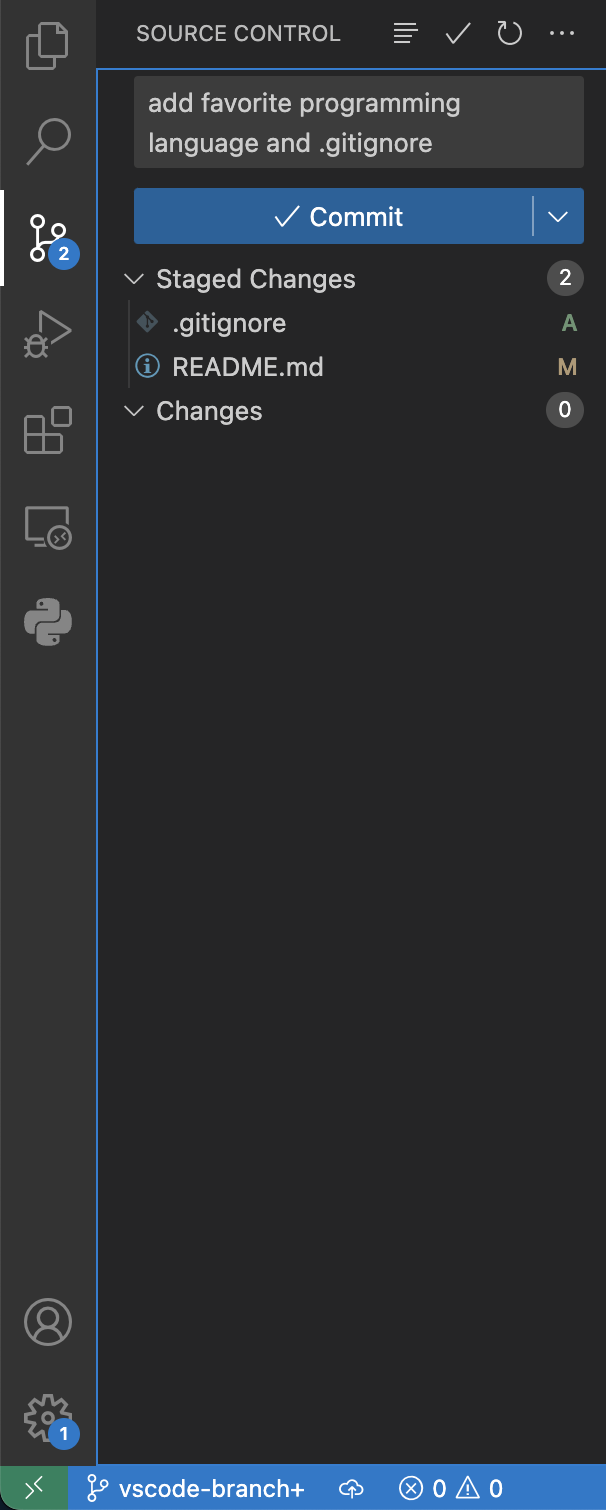 SOURCE CONTROL
add favorite programming
language and .gitignore
Commit
2
Staged Changes 2
.gitignore A
README.md M
Changes 0
1
vscode-branch+ 0 0